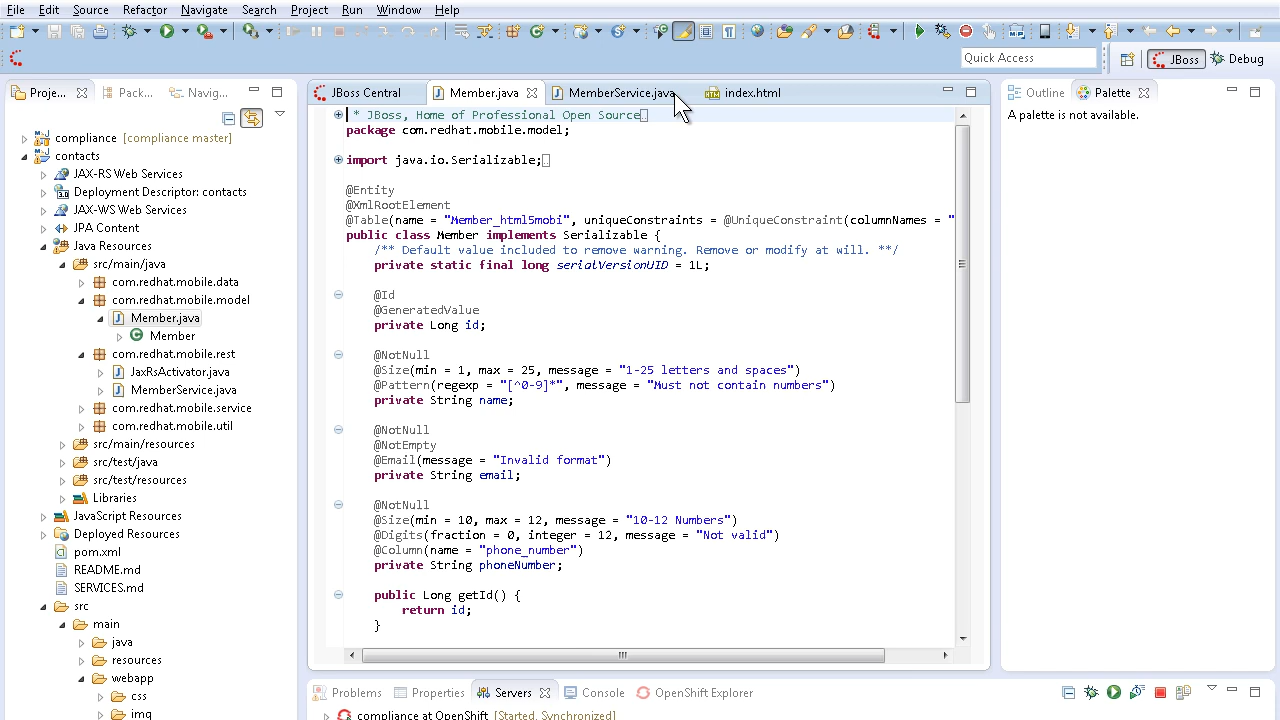 File Edit Source Refactor Navigate Search Project Run Window Help
Quick Access JBoss Debug
Proje... Pack... Navig...
JBoss Central Member.java MemberService.java index.html
Outline Palette
A palette is not available.
compliance [compliance mast
contacts
JAX-RS Web Services
Deployment Descriptor: contacts
JAX-WS Web Services
JPA Content
Java Resources
src/main/java
com.redhat.mobile.data
com.redhat.mobile.model
Member.java
Member
com.redhat.mobile.rest
JaxRsActivator.java
MemberService.java
com.redhat.mobile.service
com.redhat.mobile.util
src/main/resources
src/test/java
src/test/resources
Libraries
JavaScript Resources
Deployed Resources
pom.xml
README.md
SERVICES.md
src
main
java
resources
webapp
css
img
* JBoss, Home of Professional Open Source
package com.redhat.mobile.model;
import java.io.Serializable;
@Entity
@XmlRootElement
@Table(name = "Member_html5mobi", uniqueConstraints = @UniqueConstraint(columnNames = "
public class Member implements Serializable {
/** Default value included to remove warning. Remove or modify at will. **/
private static final long serialVersionUID = 1L;
@Id
@GeneratedValue
private Long id;
@NotNull
@Size(min = 1, max = 25, message = "1-25 letters and spaces")
@Pattern(regexp = "[^0-9]*", message = "Must not contain numbers")
private String name;
@NotNull
@NotEmpty
@Email(message = "Invalid format")
private String email;
@NotNull
@Size(min = 10, max = 12, message = "10-12 Numbers")
@Digits(fraction = 0, integer = 12, message = "Not valid")
@Column(name = "phone_number")
private String phoneNumber;
public Long getId() {
return id;
}
Problems Properties Servers Console OpenShift Explorer
compliance at OpenShift [Started, Synchronized]